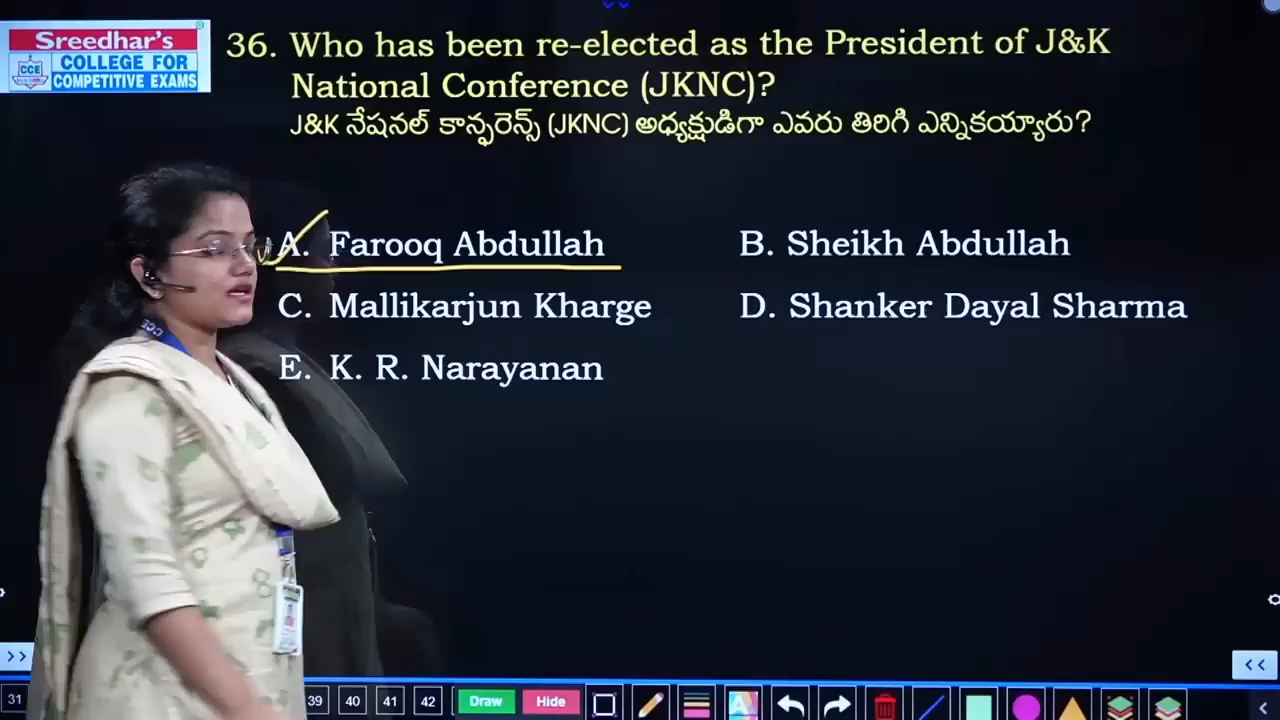 Sreedhar's
CCE
COLLEGE FOR
COMPETITIVE EXAMS
36. Who has been re-elected as the President of J&K
National Conference (JKNC)?
J&K నేషనల్ కాన్ఫరెన్స్ (JKNC) అధ్యక్షుడిగా ఎవరు తిరిగి ఎన్నికయ్యారు?
A. Farooq Abdullah
B. Sheikh Abdullah
C. Mallikarjun Kharge
D. Shanker Dayal Sharma
E. K. R. Narayanan
CCE
>>
<<
31
39
40
41
42
Draw
Hide